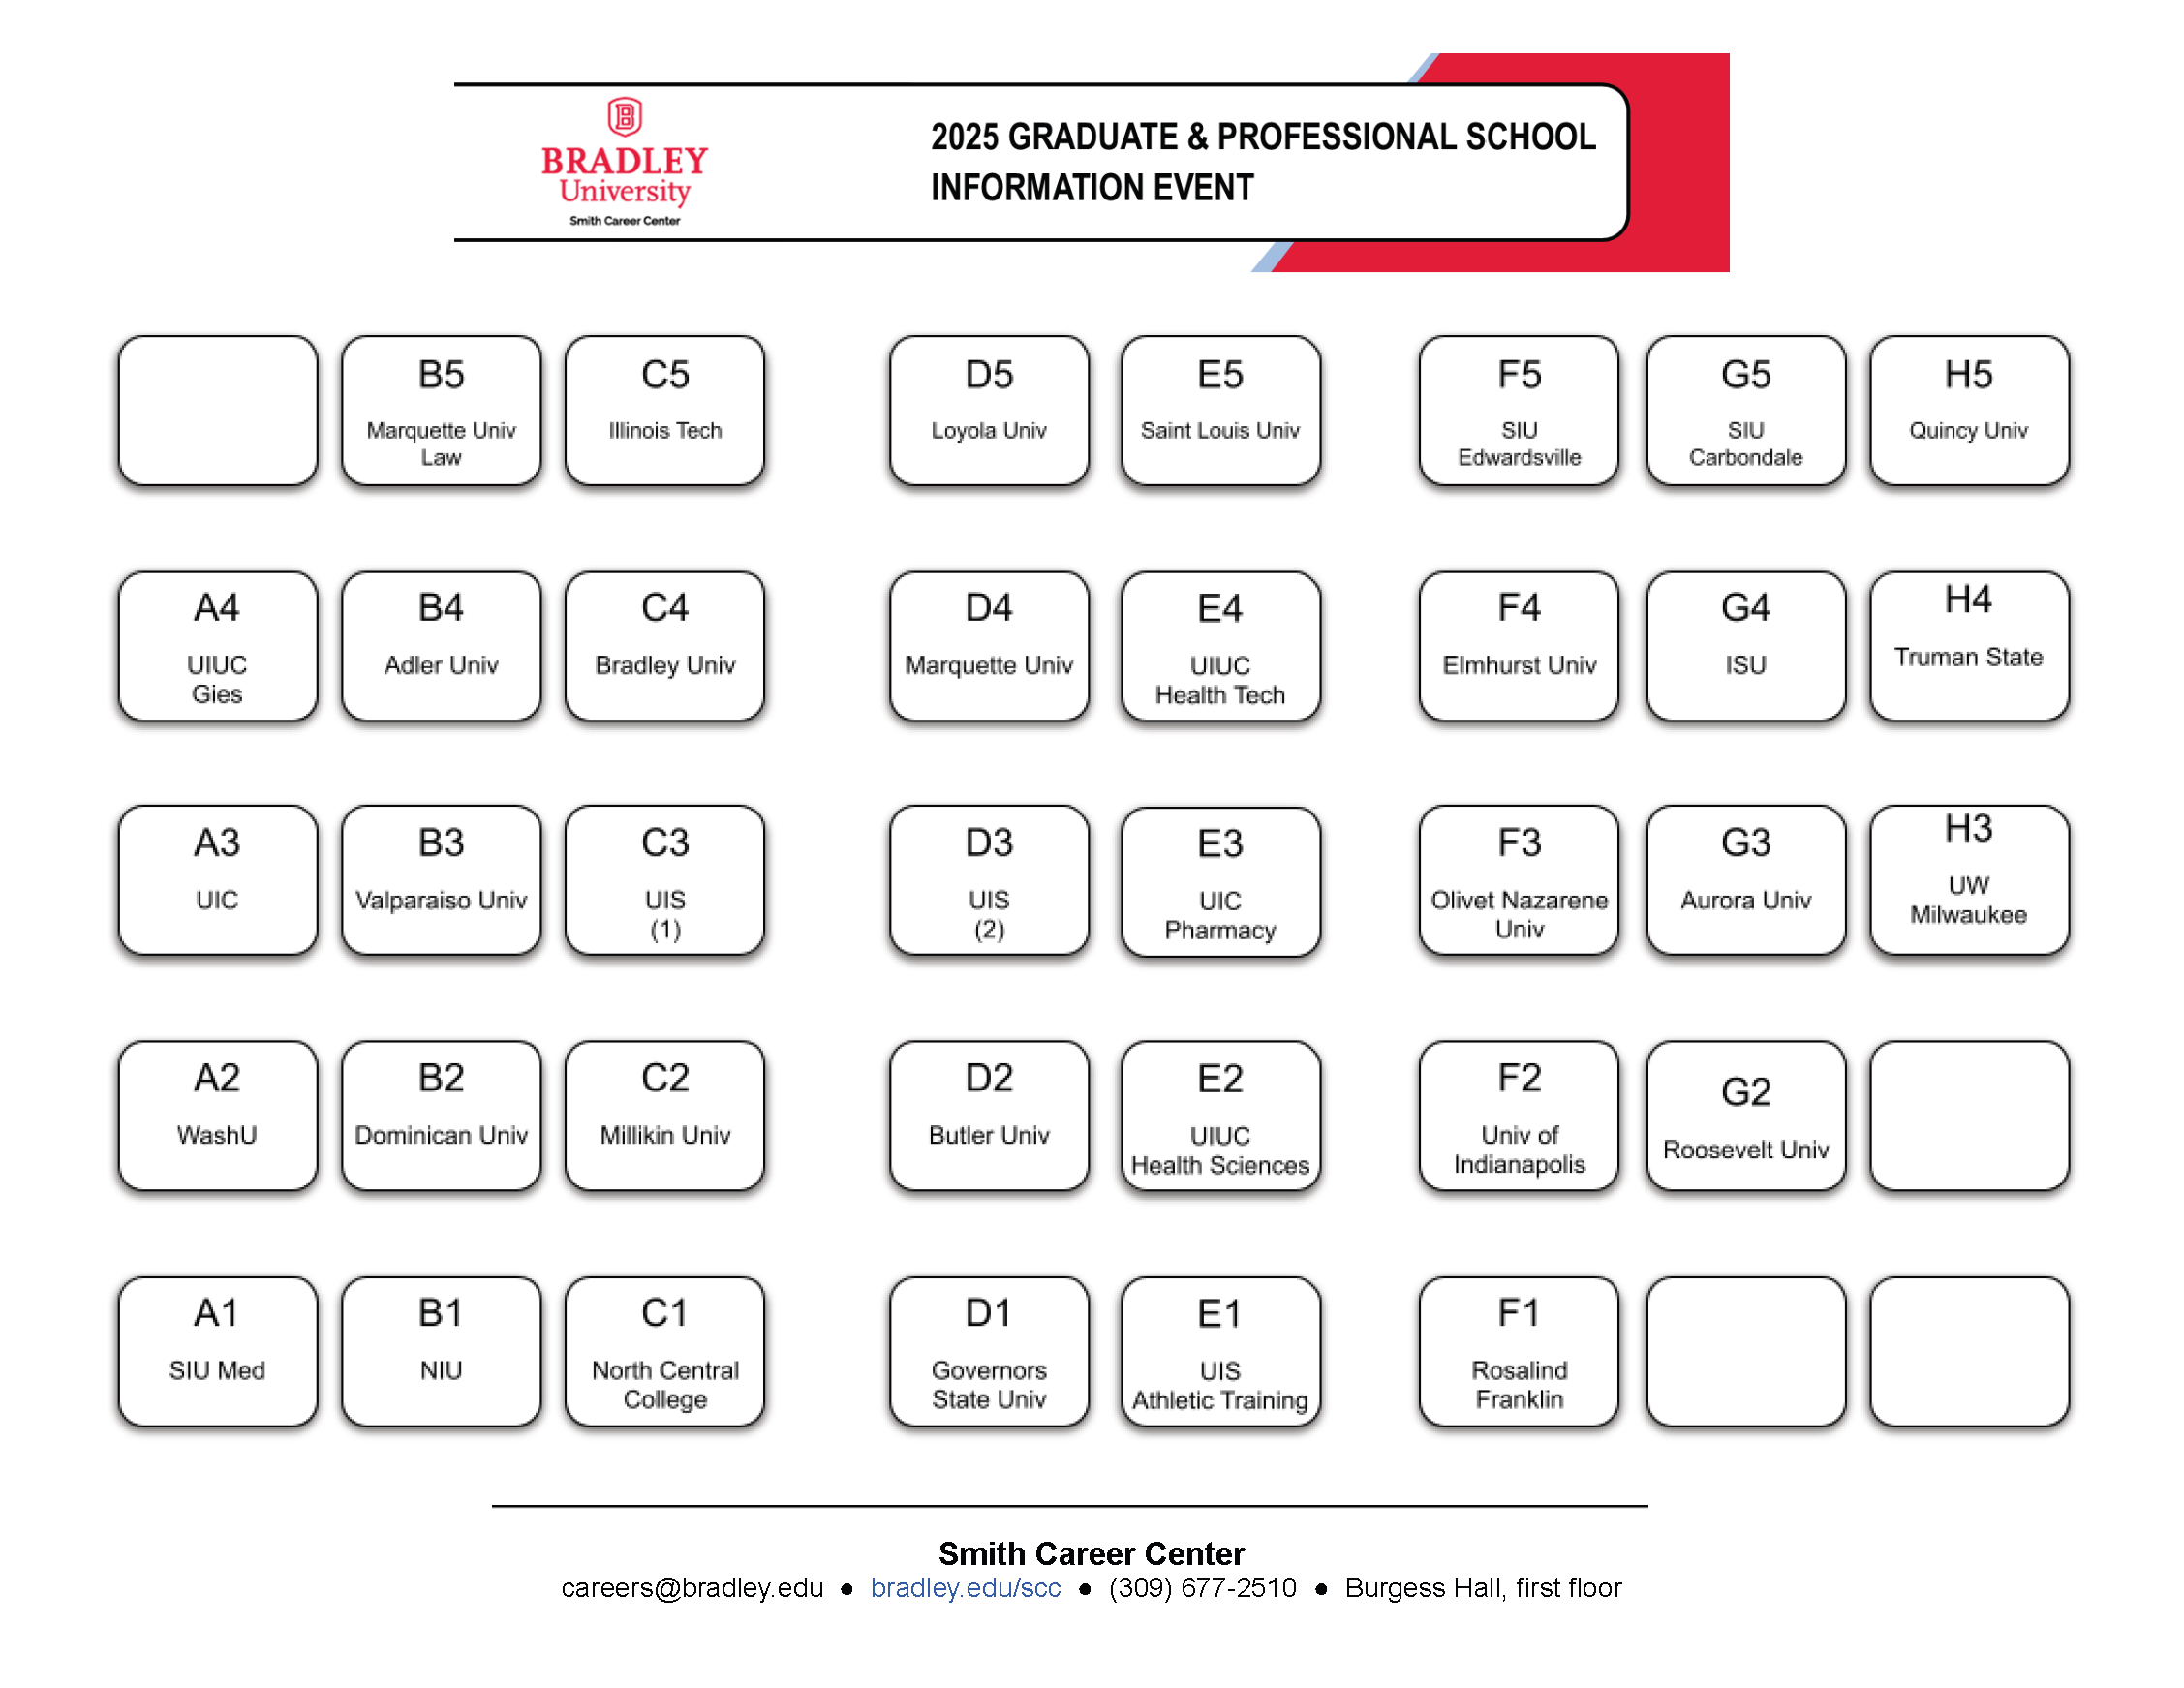 BRADLEY
University
Smith Career Center
2025 GRADUATE & PROFESSIONAL SCHOOL
INFORMATION EVENT
B5
Marquette Univ
Law
C5
Illinois Tech
D5
Loyola Univ
E5
Saint Louis Univ
F5
SIU
Edwardsville
G5
SIU
Carbondale
H5
Quincy Univ
A4
UIUC
Gies
B4
Adler Univ
C4
Bradley Univ
D4
Marquette Univ
E4
UIUC
Health Tech
F4
Elmhurst Univ
G4
ISU
H4
Truman State
A3
UIC
B3
Valparaiso Univ
C3
UIS
(1)
D3
UIS
(2)
E3
UIC
Pharmacy
F3
Olivet Nazarene
Univ
G3
Aurora Univ
H3
UW
Milwaukee
A2
WashU
B2
Dominican Univ
C2
Millikin Univ
D2
Butler Univ
E2
UIUC
Health Sciences
F2
Univ of
Indianapolis
G2
Roosevelt Univ
A1
SIU Med
B1
NIU
C1
North Central
College
D1
Governors
State Univ
E1
UIS
Athletic Training
F1
Rosalind
Franklin
Smith Career Center
careers@bradley.edu ● bradley.edu/scc ● (309) 677-2510 ● Burgess Hall, first floor